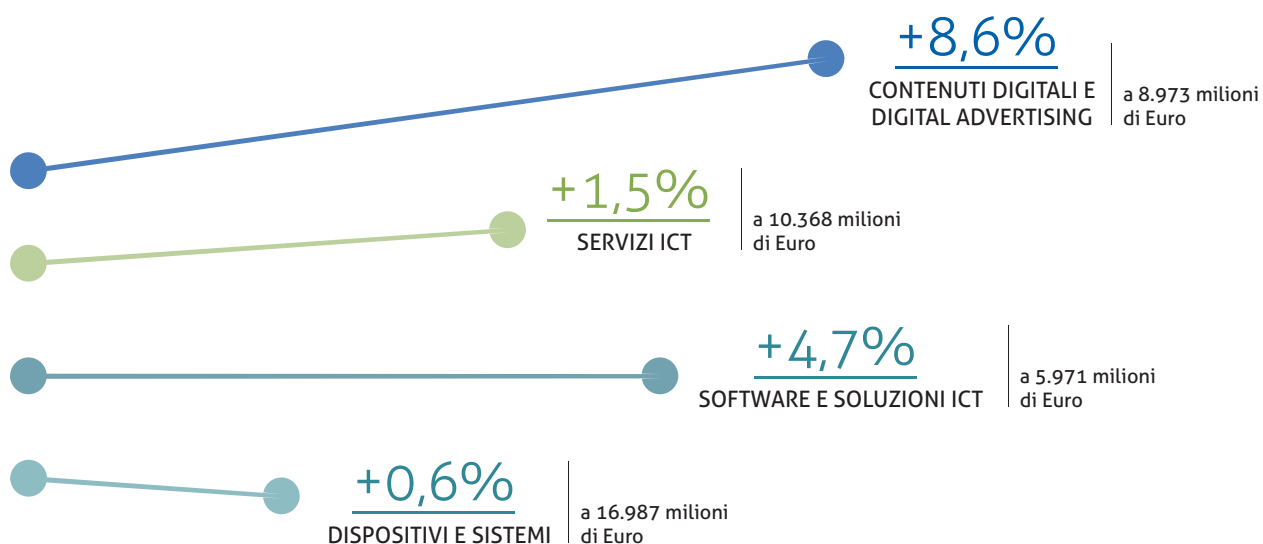 +8,6%
CONTENUTI DIGITALI E
DIGITAL ADVERTISING
a 8.973 milioni
di Euro
+1,5%
SERVIZI ICT
a 10.368 milioni
di Euro
+4,7%
SOFTWARE E SOLUZIONI ICT
a 5.971 milioni
di Euro
+0,6%
DISPOSITIVI E SISTEMI
a 16.987 milioni
di Euro